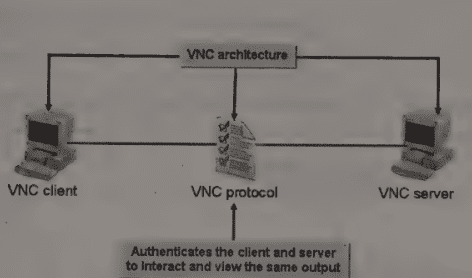 VNC architecture
VNC client
VNC protocol
VNC server
Authenticates the client and server
to interact and view the same output